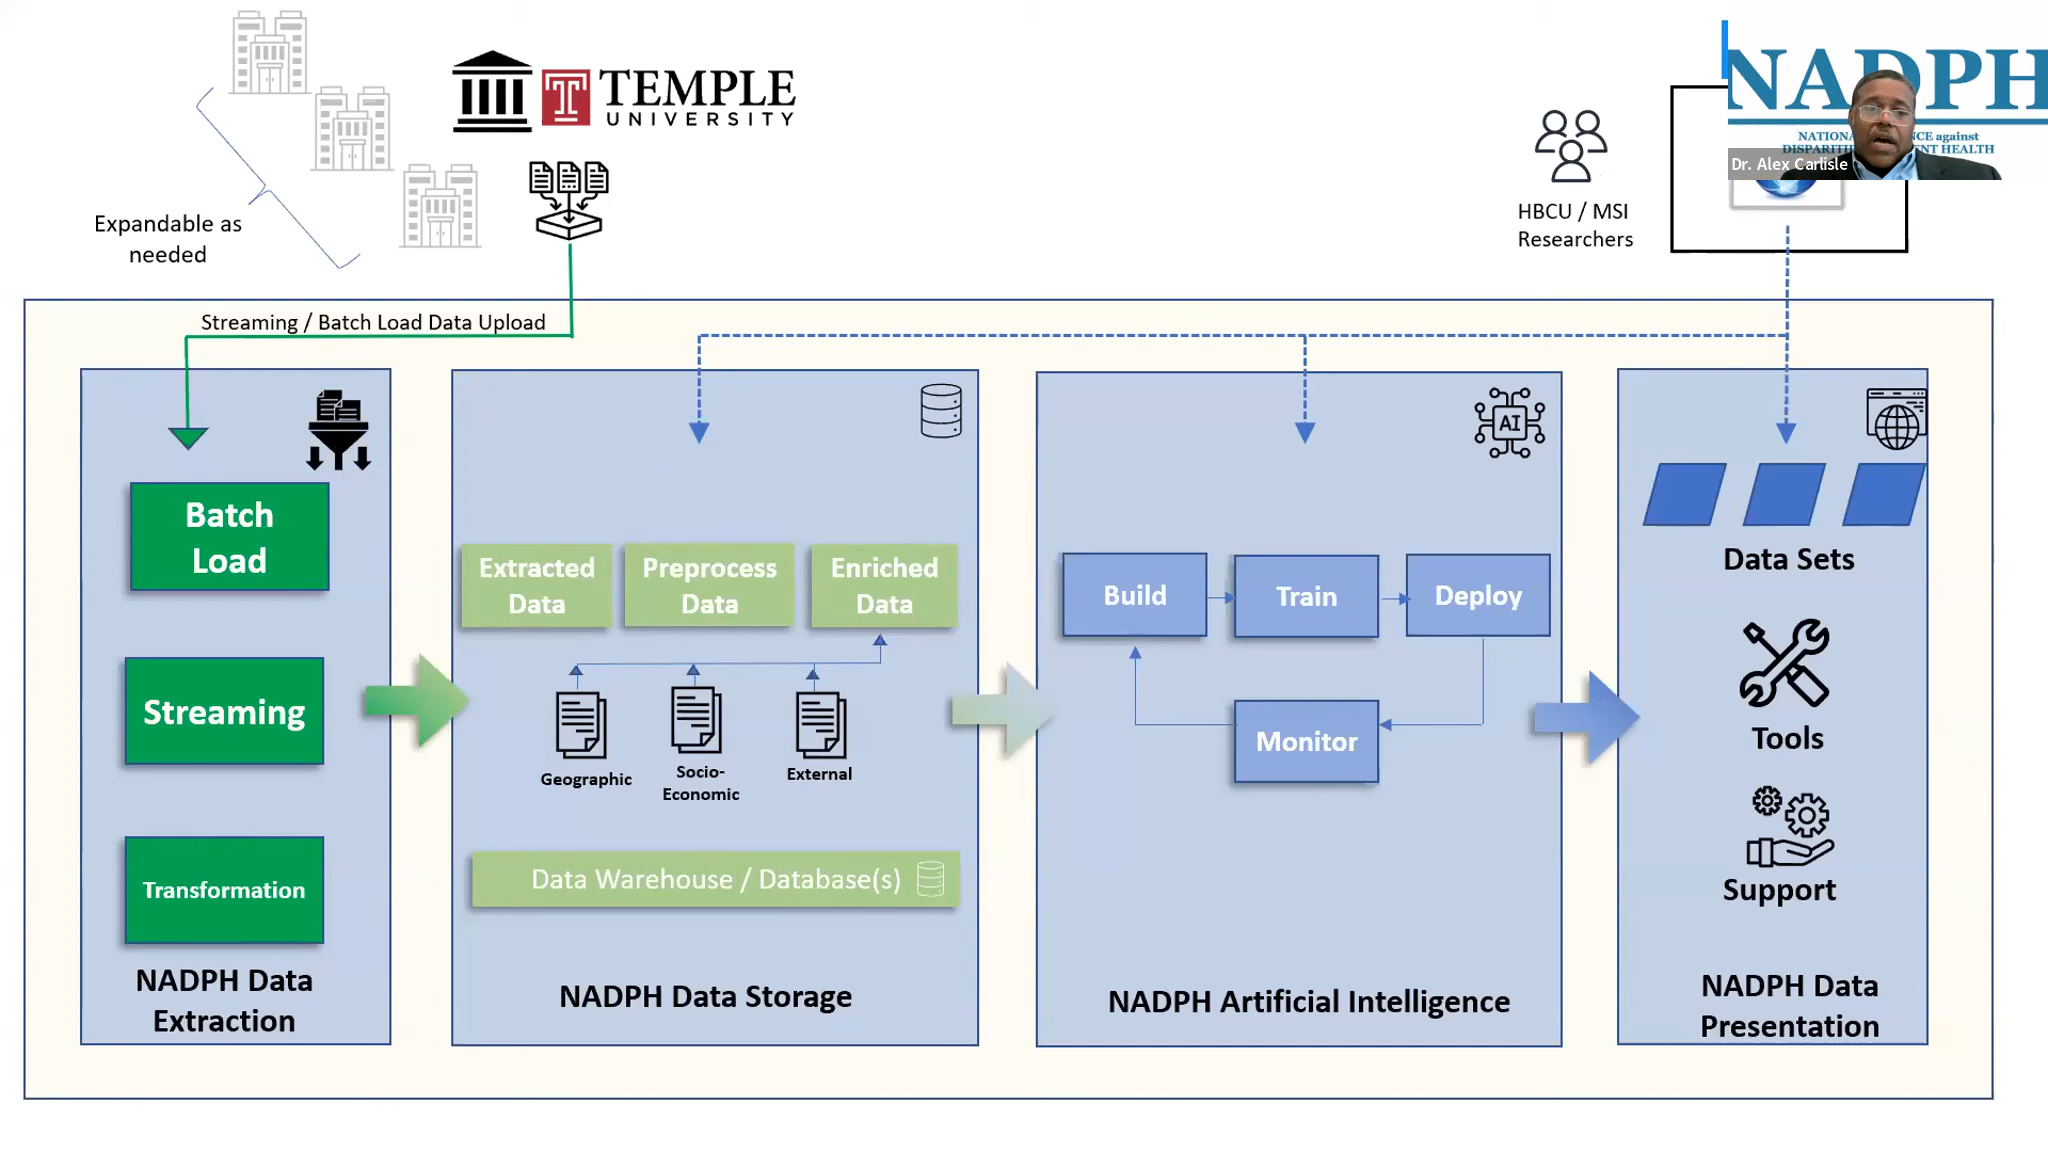 TEMPLE
UNIVERSITY
NADPH
Dr. Alex Carlisle
Expandable as
needed
HBCU / MSI
Researchers
Streaming / Batch Load Data Upload
Batch
Load
Streaming
Transformation
NADPH Data
Extraction
Extracted
Data
Preprocess
Data
Enriched
Data
Geographic
Socio-
Economic
External
Data Warehouse / Database(s)
NADPH Data Storage
AI
Build
Train
Deploy
Monitor
NADPH Artificial Intelligence
Data Sets
Tools
Support
NADPH Data
Presentation